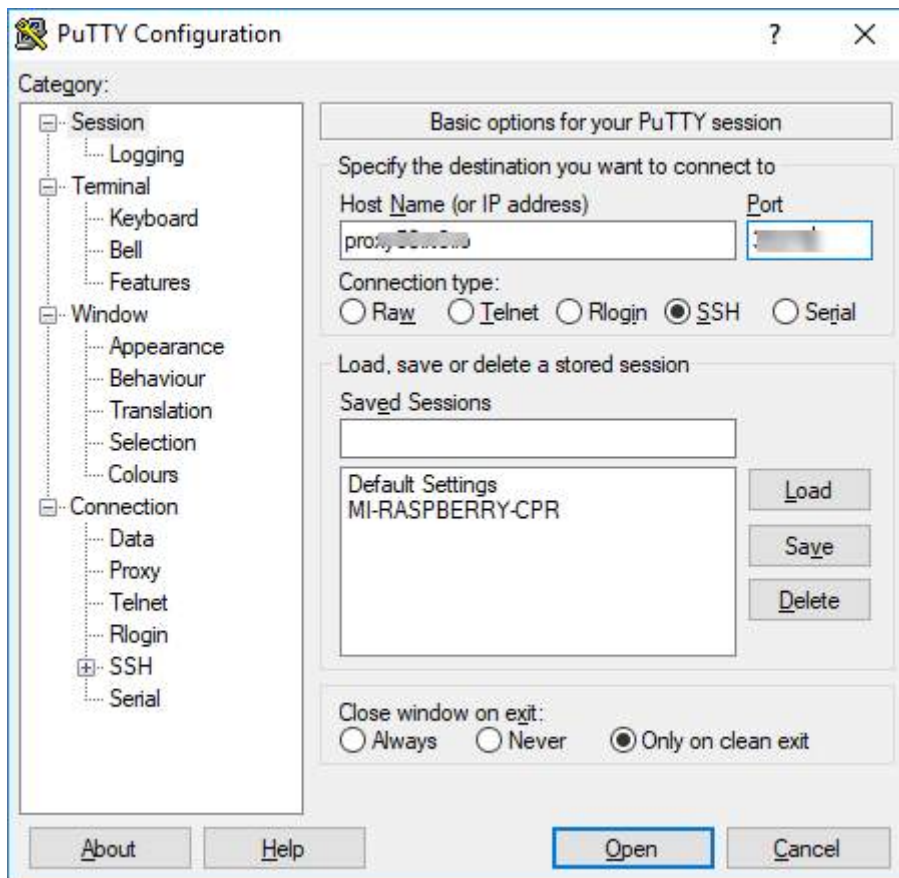 PuTTY Configuration
?
Category:
Session
Logging
Terminal
Keyboard
Bell
Features
Window
Appearance
Behaviour
Translation
Selection
Colours
Connection
Data
Proxy
Telnet
Rlogin
SSH
Serial
Basic options for your PuTTY session
Specify the destination you want to connect to
Host Name (or IP address) Port
Connection type:
Raw Telnet Rlogin SSH Serial
Load, save or delete a stored session
Saved Sessions
Default Settings
MI-RASPBERRY-CPR
Load
Save
Delete
Close window on exit:
Always Never Only on clean exit
About Help Open Cancel